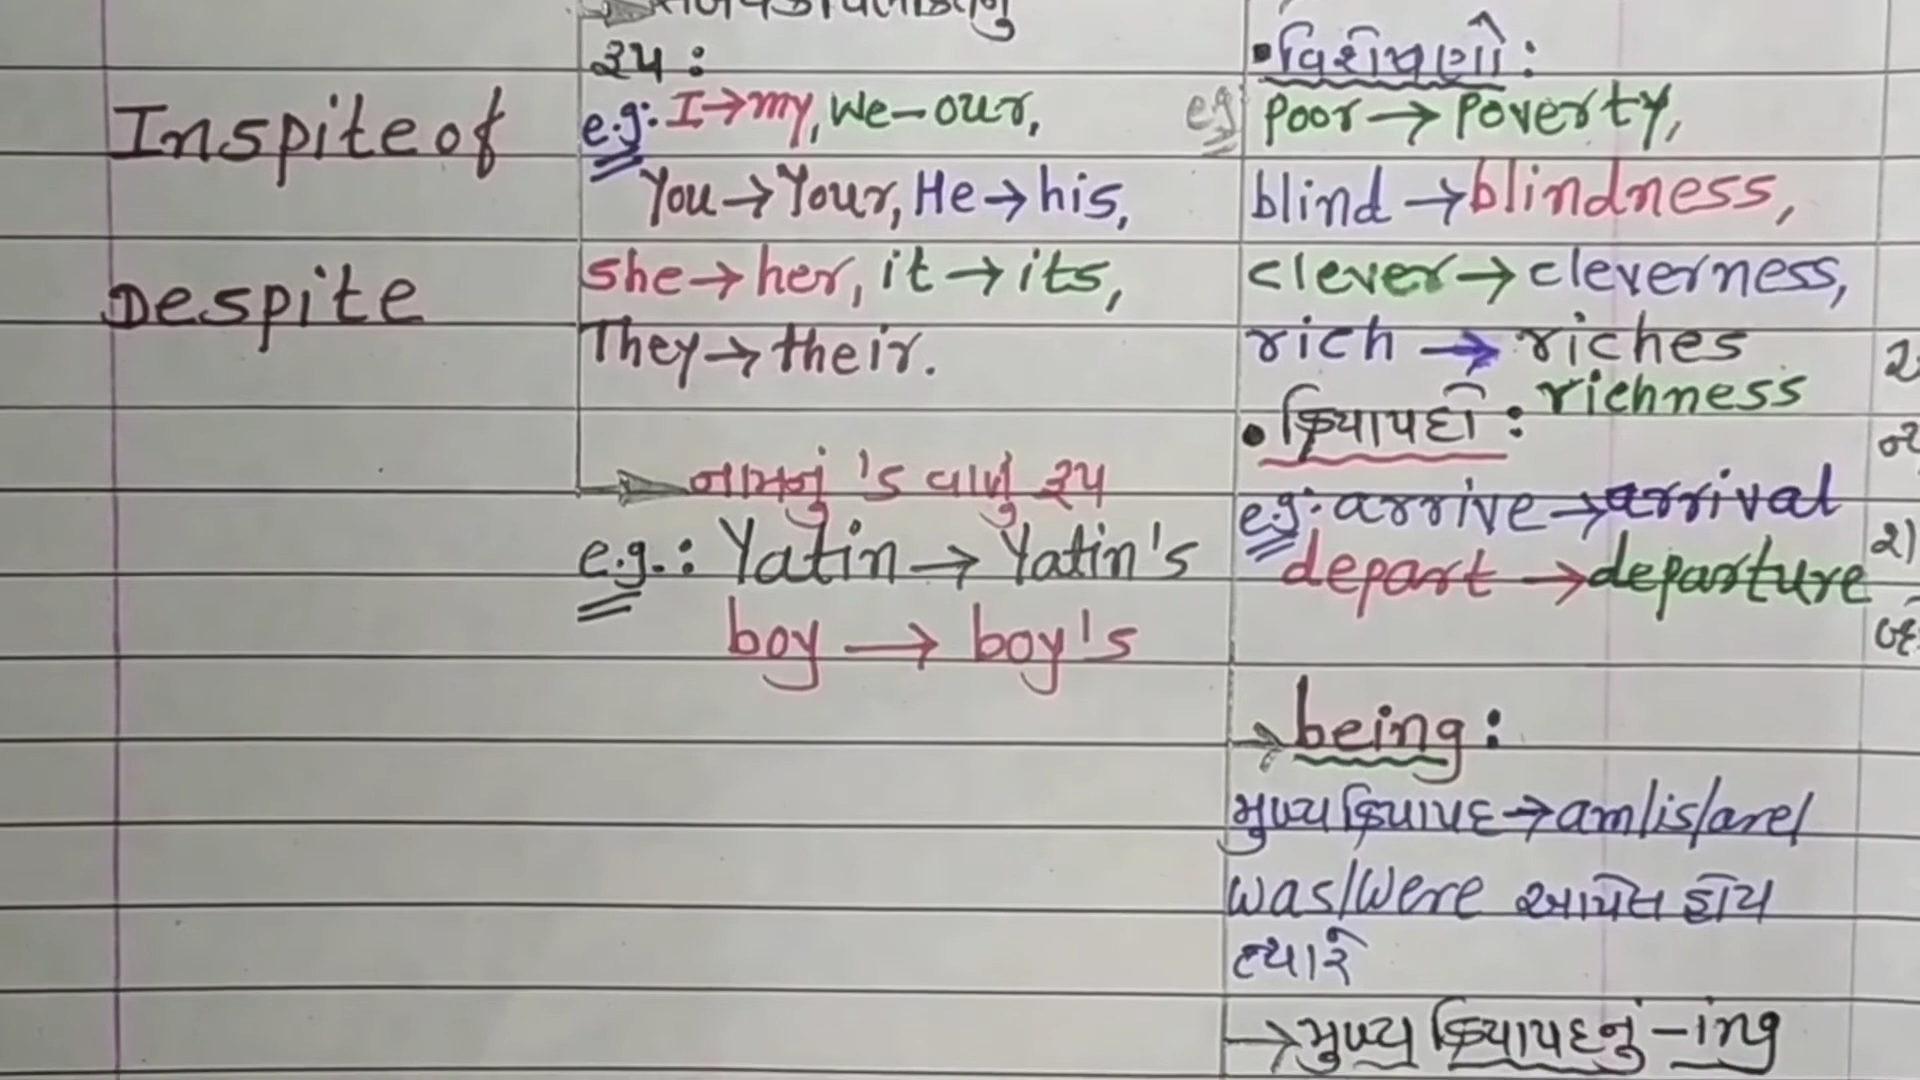 Inspite of
Despite
રૂપ :
e.g: I→my, We–our,
You→Your, He→his,
She→her, it→its,
They→their.
નામનું 's વાળું રૂપ
e.g.: Yatin→Yatin's
boy→boy's
• વિશેષણો :
eg Poor→Poverty,
blind→blindness,
clever→cleverness,
rich→riches
richness
• ક્રિયાપદો :
e.g: arrive→arrival
depart→departure
→being :
મુખ્ય ક્રિયાપદ→am/is/are/
was/were આપેલ હોય
ત્યારે
→મુખ્ય ક્રિયાપદનું -ing